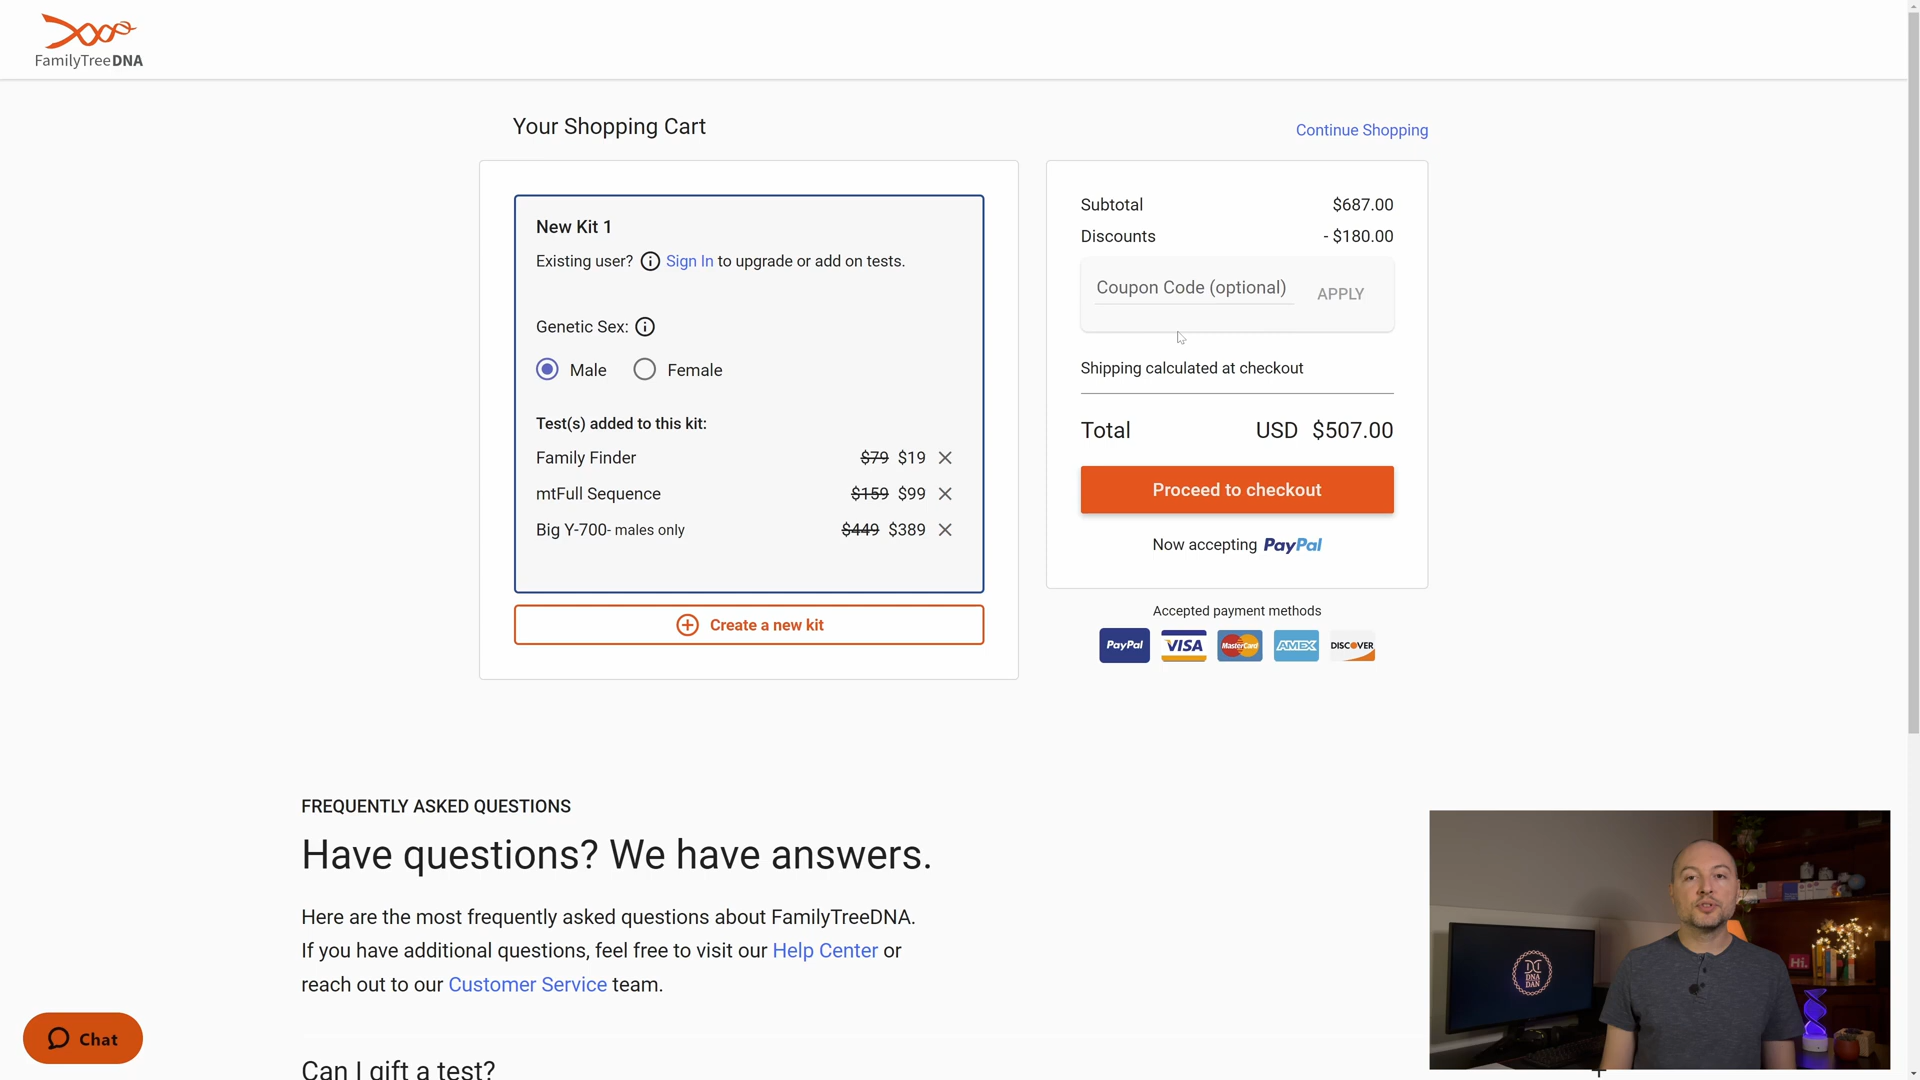 FamilyTreeDNA
Your Shopping Cart
Continue Shopping
New Kit 1
Existing user? Sign In to upgrade or add on tests.
Genetic Sex:
Male Female
Test(s) added to this kit:
Family Finder $79 $19
mtFull Sequence $159 $99
Big Y-700- males only $449 $389
Create a new kit
Subtotal $687.00
Discounts - $180.00
Coupon Code (optional) APPLY
Shipping calculated at checkout
Total USD $507.00
Proceed to checkout
Now accepting PayPal
Accepted payment methods
PayPal VISA MasterCard AMEX DISCOVER
FREQUENTLY ASKED QUESTIONS
Have questions? We have answers.
Here are the most frequently asked questions about FamilyTreeDNA.
If you have additional questions, feel free to visit our Help Center or
reach out to our Customer Service team.
Can I gift a test?
Chat
DNA
DAN
Hi.